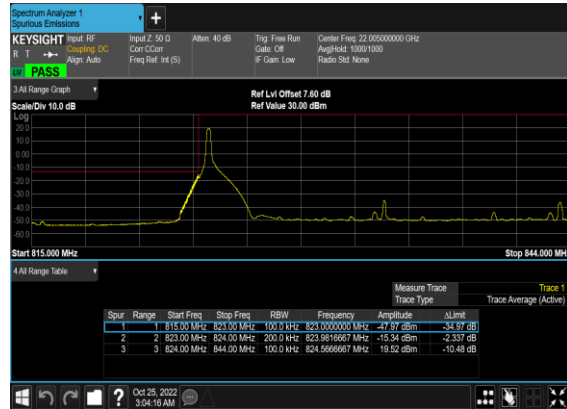 Spectrum Analyzer 1
Spurious Emissions
+
KEYSIGHT Input: RF Input Z: 50 Ω Atten: 40 dB Trig: Free Run Center Freq: 22.005000000 GHz
R T Coupling: DC Corr CCorr Gate: Off Avg|Hold: 1000/1000
Align: Auto Freq Ref: Int (S) IF Gain: Low Radio Std: None
PASS
3 All Range Graph
Ref Lvl Offset 7.60 dB
Scale/Div 10.0 dB Ref Value 30.00 dBm
Log
20.0
10.0
0.00
-10.0
-20.0
-30.0
-40.0
-50.0
-60.0
Start 815.000 MHz Stop 844.000 MH
4 All Range Table
Measure Trace Trace 1
Trace Type Trace Average (Active)
Spur Range Start Freq Stop Freq RBW Frequency Amplitude ΔLimit
1 1 815.00 MHz 823.00 MHz 100.0 kHz 823.0000000 MHz -47.97 dBm -34.97 dB
2 2 823.00 MHz 824.00 MHz 200.0 kHz 823.9816667 MHz -15.34 dBm -2.337 dB
3 3 824.00 MHz 844.00 MHz 100.0 kHz 824.5666667 MHz 19.52 dBm -10.48 dB
? Oct 25, 2022
3:04:16 AM